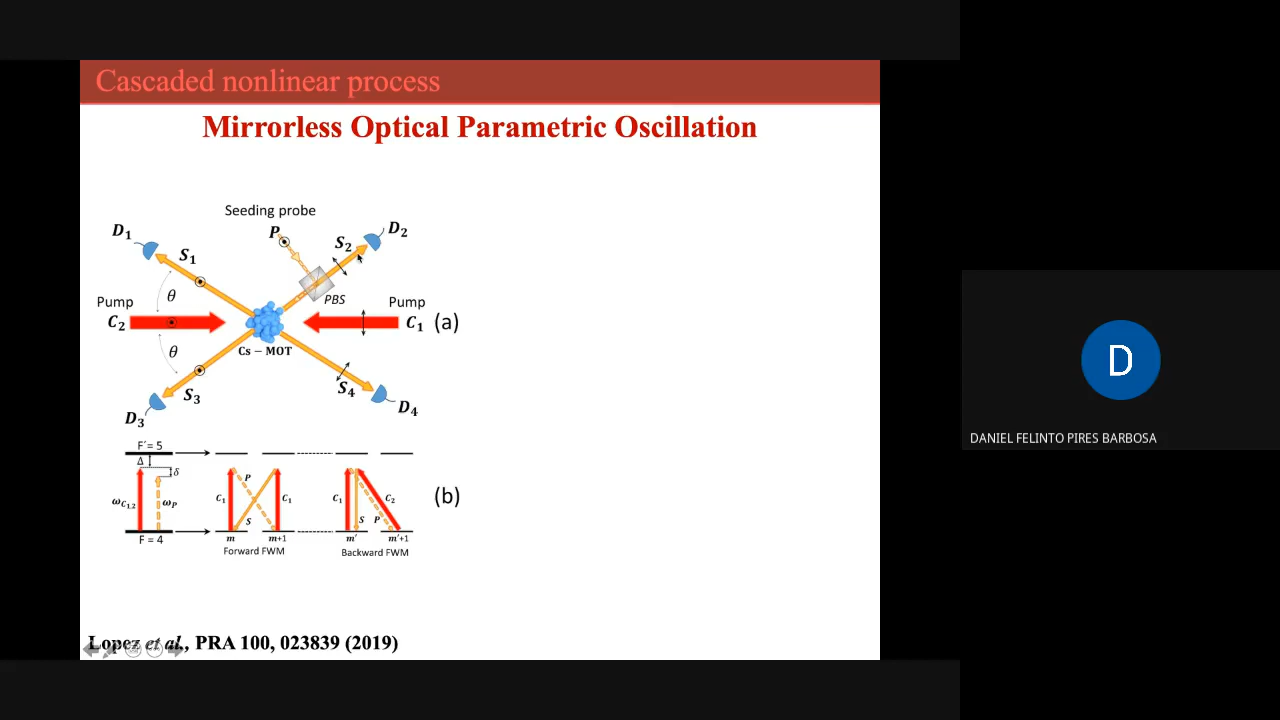 Cascaded nonlinear process
Mirrorless Optical Parametric Oscillation
Seeding probe
P
D₁
S₁
S₂
D₂
θ
PBS
Pump
C₂
Pump
C₁
(a)
θ
Cs – MOT
S₃
S₄
D₃
D₄
F´= 5
Δ
δ
ω_C₁,₂
ω_P
F = 4
C₁
P
C₁
S
m
m+1
Forward FWM
C₁
C₂
S
P
m'
m'+1
Backward FWM
(b)
Lopez et al., PRA 100, 023839 (2019)
D
DANIEL FELINTO PIRES BARBOSA